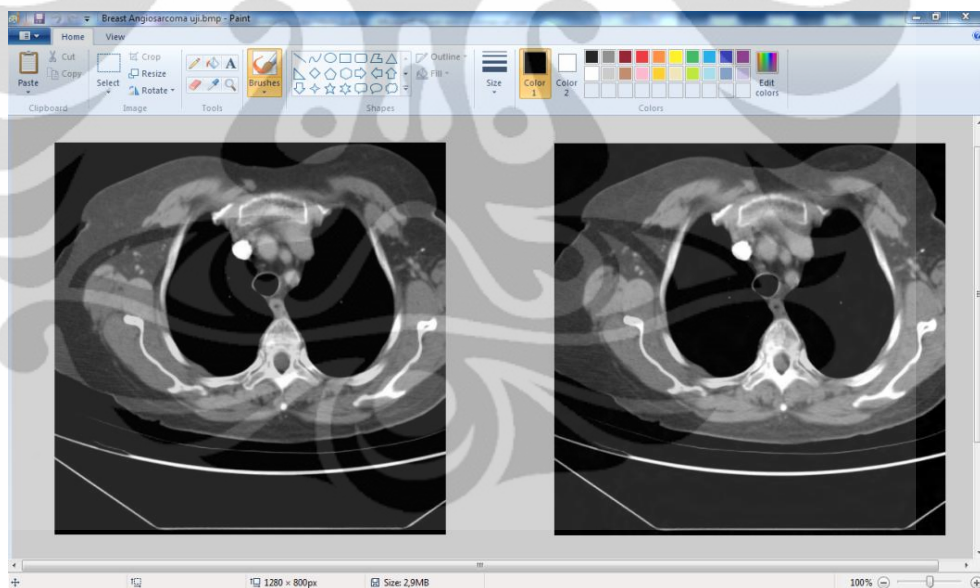 Breast Angiosarcoma uji.bmp - Paint
Home View
Paste
Cut
Copy
Clipboard
Select
Crop
Resize
Rotate
Image
Tools
Brushes
Shapes
Outline
Fill
Size
Color 1
Color 2
Edit colors
Colors
1280 × 800px
Size: 2,9MB
100%